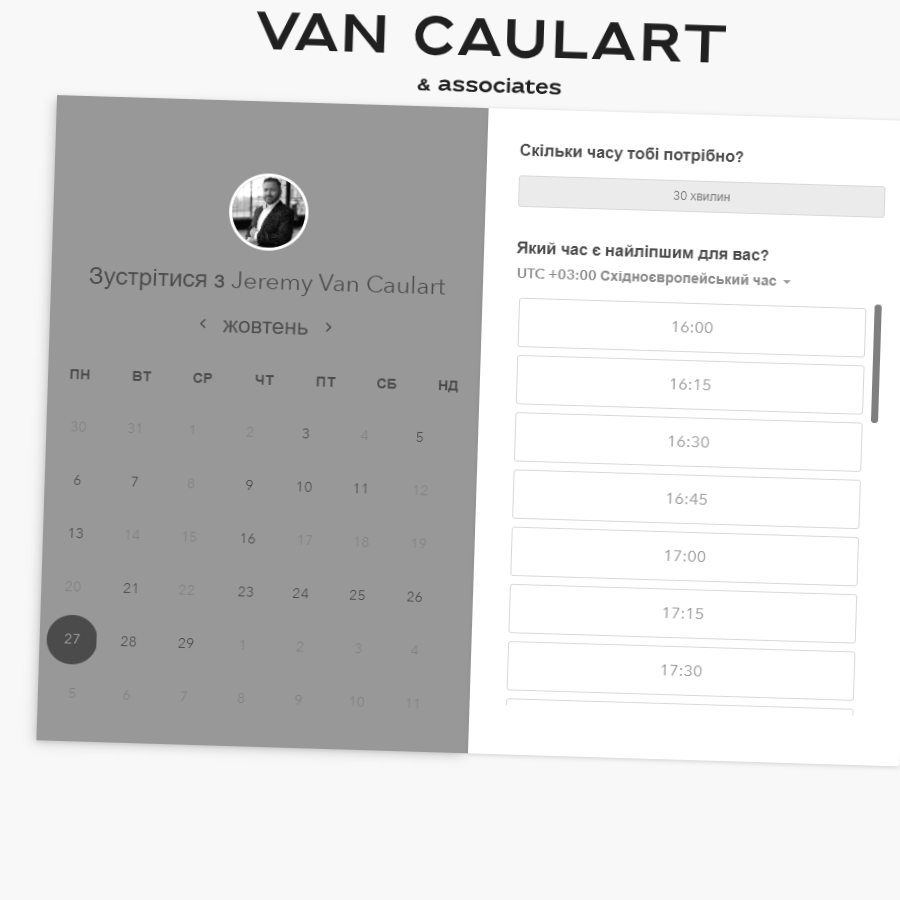 VAN CAULART
& associates
Зустрітися з Jeremy Van Caulart
жовтень
ПН ВТ СР ЧТ ПТ СБ НД
30 31 1 2 3 4 5
6 7 8 9 10 11 12
13 14 15 16 17 18 19
20 21 22 23 24 25 26
27 28 29 1 2 3 4
5 6 7 8 9 10 11
Скільки часу тобі потрібно?
30 хвилин
Який час є найліпшим для вас?
UTC +03:00 Східноєвропейський час
16:00
16:15
16:30
16:45
17:00
17:15
17:30